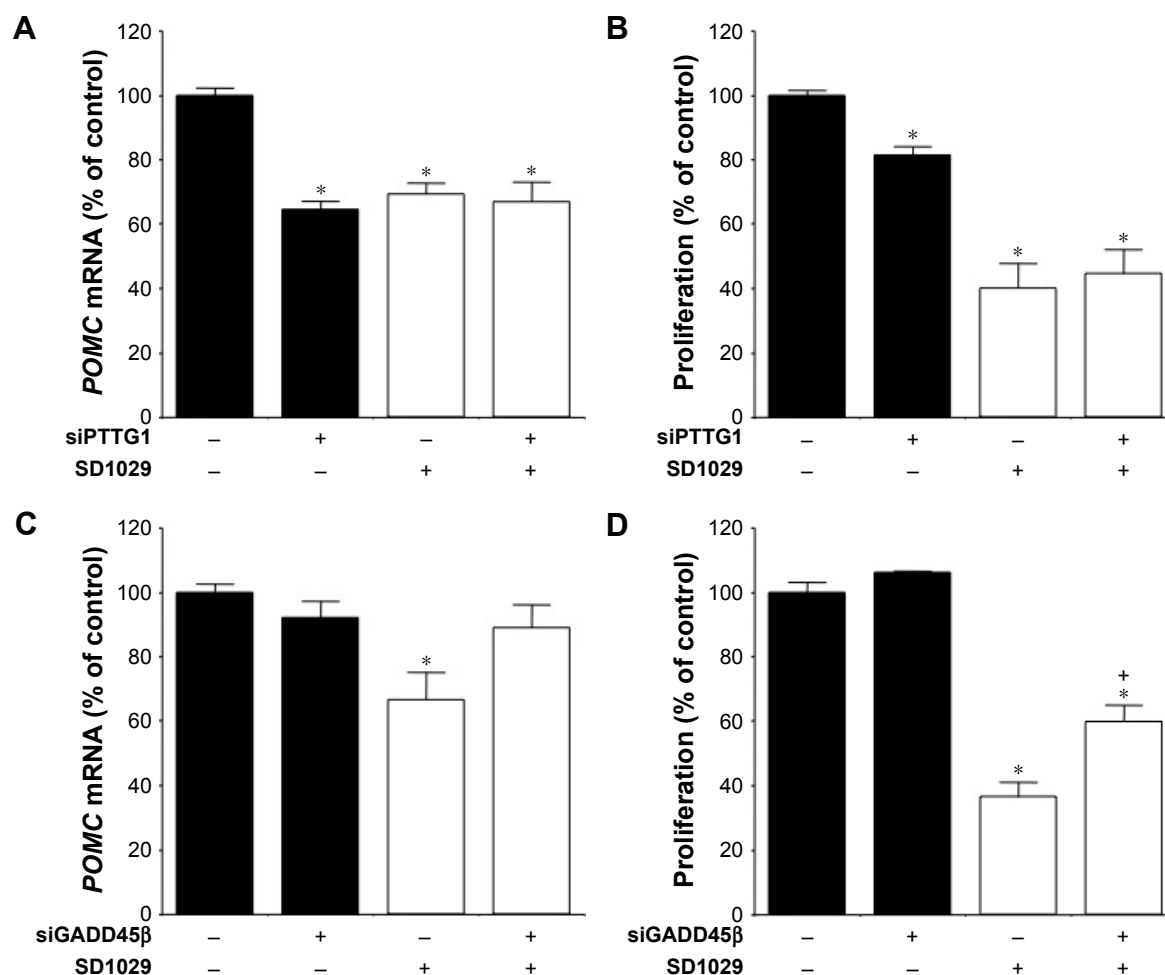 A
POMC mRNA (% of control)
120
100
80
60
40
20
0
* * *
siPTTG1 – + – +
SD1029 – – + +
B
Proliferation (% of control)
120
100
80
60
40
20
0
* * *
siPTTG1 – + – +
SD1029 – – + +
C
POMC mRNA (% of control)
120
100
80
60
40
20
0
*
siGADD45β – + – +
SD1029 – – + +
D
Proliferation (% of control)
120
100
80
60
40
20
0
+
* *
siGADD45β – + – +
SD1029 – – + +